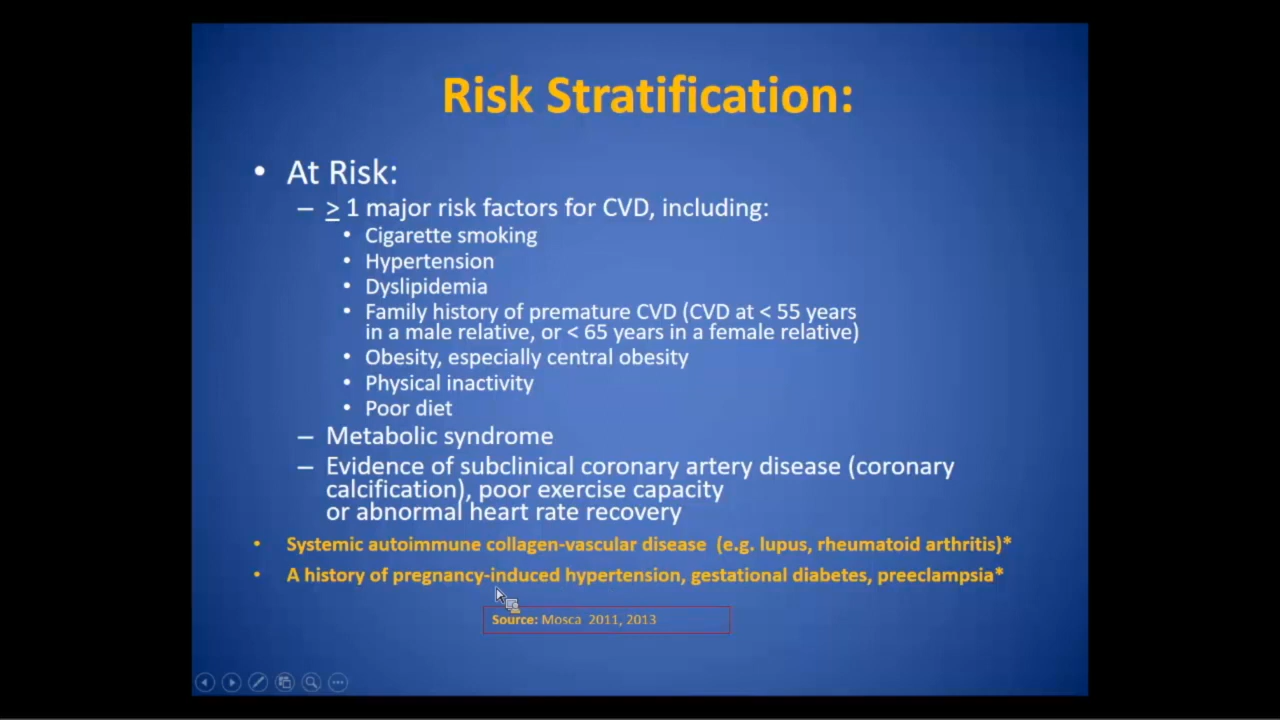 Risk Stratification:
• At Risk:
– ≥ 1 major risk factors for CVD, including:
• Cigarette smoking
• Hypertension
• Dyslipidemia
• Family history of premature CVD (CVD at < 55 years
in a male relative, or < 65 years in a female relative)
• Obesity, especially central obesity
• Physical inactivity
• Poor diet
– Metabolic syndrome
– Evidence of subclinical coronary artery disease (coronary
calcification), poor exercise capacity
or abnormal heart rate recovery
• Systemic autoimmune collagen-vascular disease (e.g. lupus, rheumatoid arthritis)*
• A history of pregnancy-induced hypertension, gestational diabetes, preeclampsia*
Source: Mosca 2011, 2013